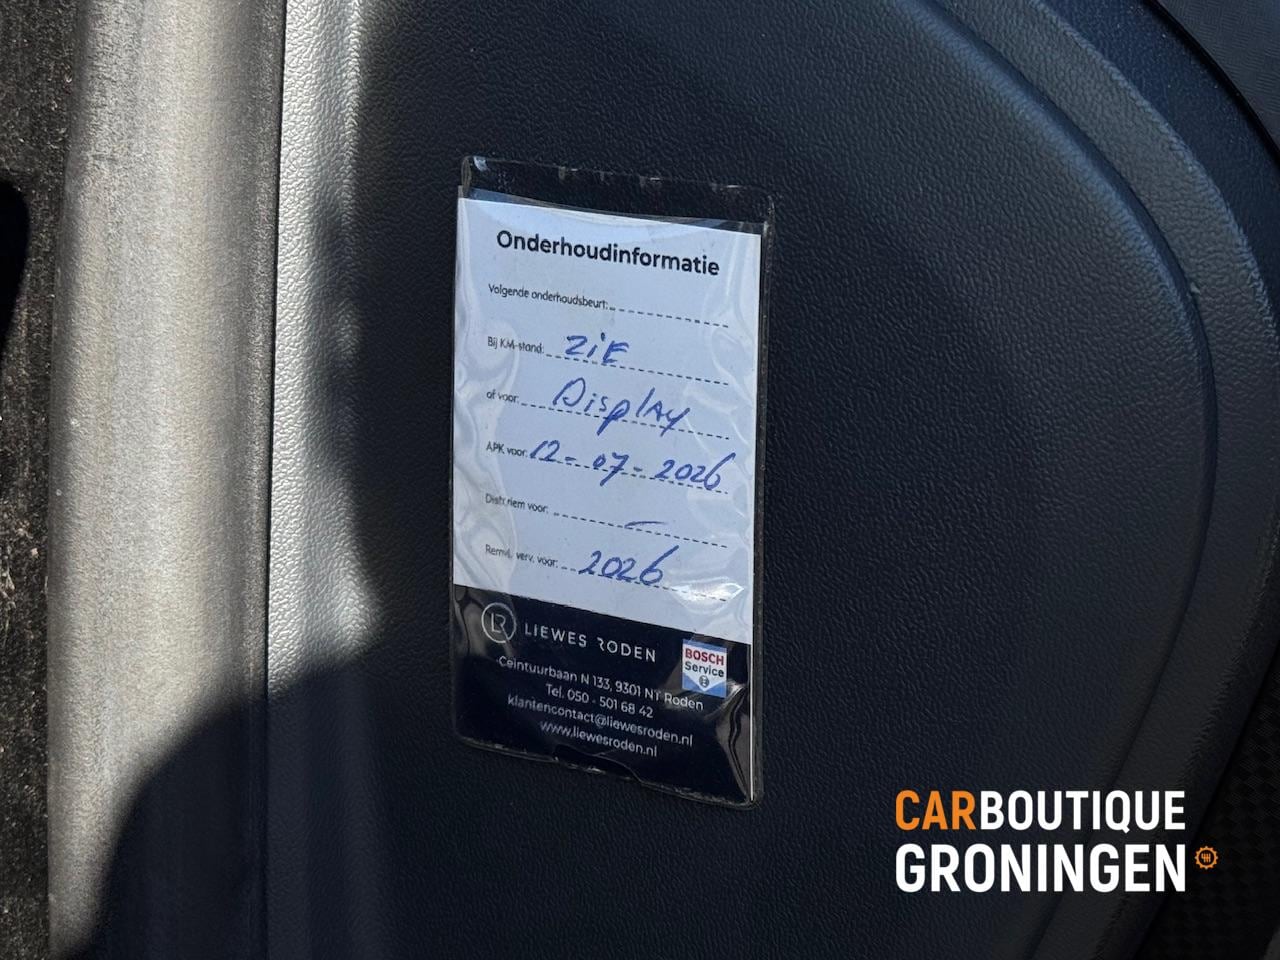 Onderhoudinformatie
Volgende onderhoudsbeurt:
Bij KM-stand: ZiE
of voor: Display
APK voor: 12-07-2026
Distr.riem voor: –
Remvl. verv. voor: 2026
LR LIEWES RODEN
BOSCH
Service
Ceintuurbaan N 133, 9301 NT Roden
Tel. 050 - 501 68 42
klantencontact@liewesroden.nl
www.liewesroden.nl
CARBOUTIQUE
GRONINGEN